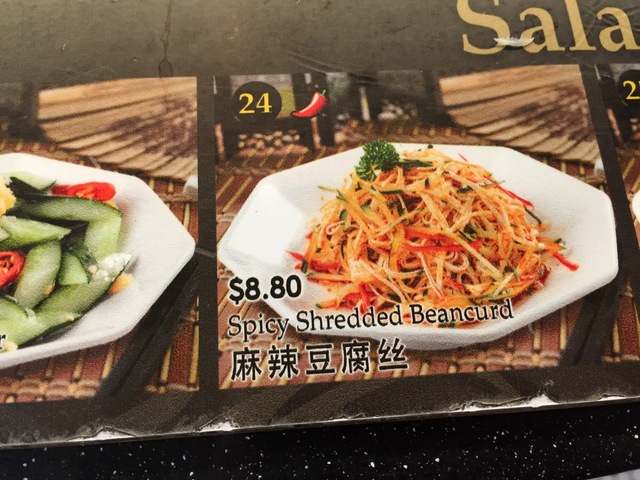 Sala
24
$8.80
Spicy Shredded Beancurd
麻辣豆腐丝